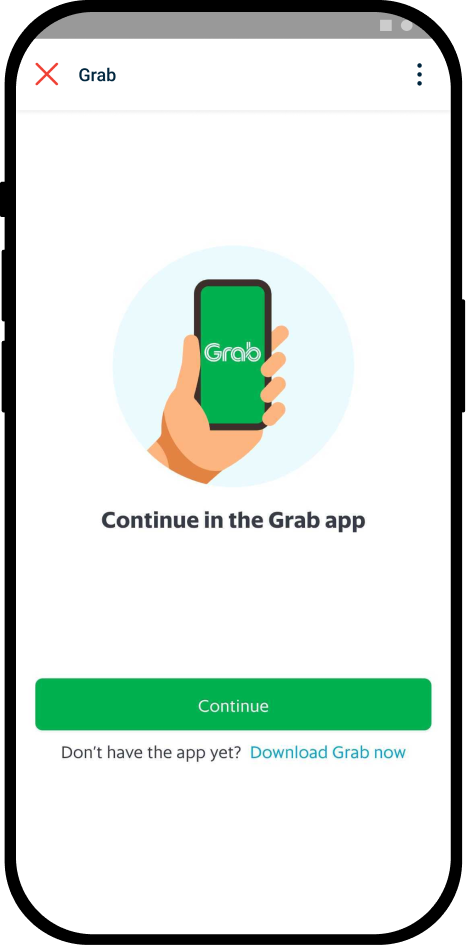 Grab
Grab
Continue in the Grab app
Continue
Don't have the app yet? Download Grab now